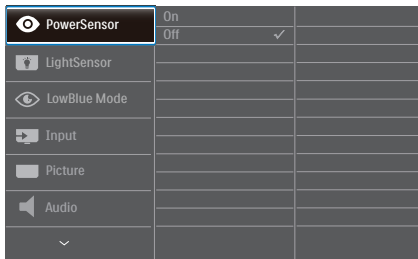 PowerSensor
On
Off
LightSensor
LowBlue Mode
Input
Picture
Audio